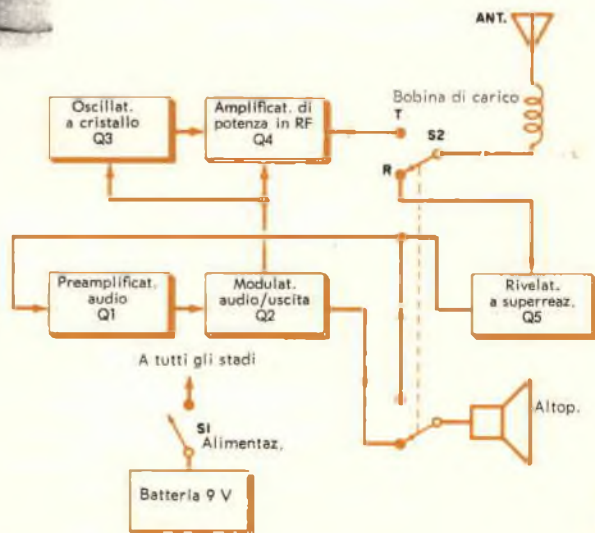 ANT.
Bobina di carico
Oscillat.
a cristallo
Q3
Amplificat. di
potenza in RF
Q4
T
S2
R
Preamplificat.
audio
Q1
Modulat.
audio/uscita
Q2
Rivelat.
a superreaz.
Q5
A tutti gli stadi
S1
Alimentaz.
Altop.
Batteria 9 V